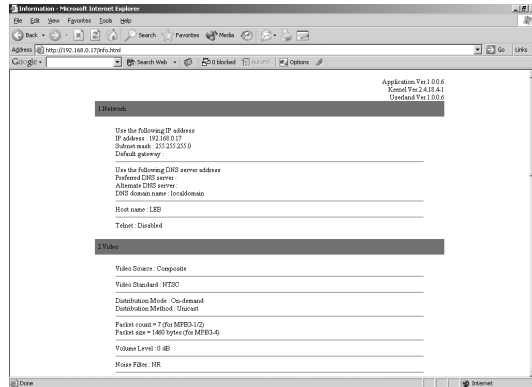 Information - Microsoft Internet Explorer
File Edit View Favorites Tools Help
Back Search Favorites Media
Address http://192.168.0.17/info.html Go Links
Google Search Web 0 blocked AutoFill Options
Application Ver.1.0.0.6
Kernel Ver.2.4.18.4-1
Userland Ver.1.0.0.6
1.Network
Use the following IP address
IP address : 192.168.0.17
Subnet mask : 255.255.255.0
Default gateway :
Use the following DNS server address
Preferred DNS server :
Alternate DNS server :
DNS domain name : localdomain
Host name : LEB
Telnet : Disabled
2.Video
Video Source : Composite
Video Standard : NTSC
Distribution Mode : On-demand
Distribution Method : Unicast
Packet count = 7 (for MPEG-1/2)
Packet size = 1460 bytes (for MPEG-4)
Volume Level : 0 dB
Noise Filter : NR
Done Internet